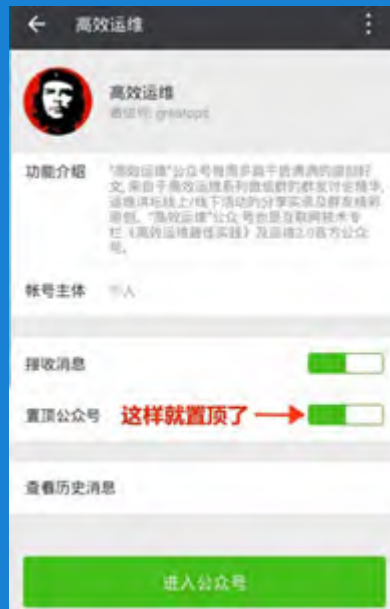 高效运维
高效运维
微信号: greatops
功能介绍
"高效运维"公众号每周多篇干货满满的原创好
文,来自于高效运维系列微信群的群友讨论精华、
运维讲坛线上/线下活动的分享实录及群友精彩
原创。"高效运维"公众号也是互联网技术专
栏《高效运维最佳实践》及运维2.0官方公众
号。
帐号主体 个人
接收消息
置顶公众号 这样就置顶了
查看历史消息
进入公众号